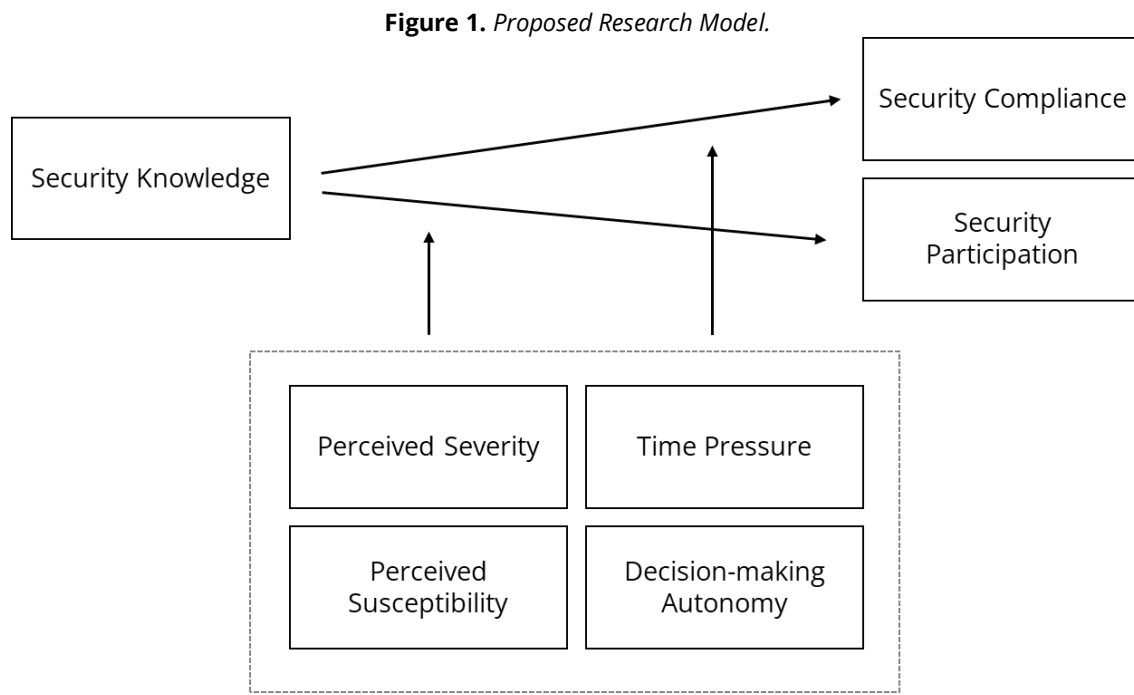 Figure 1. Proposed Research Model.
Security Compliance
Security Knowledge
Security
Participation
Perceived Severity
Time Pressure
Perceived
Susceptibility
Decision-making
Autonomy